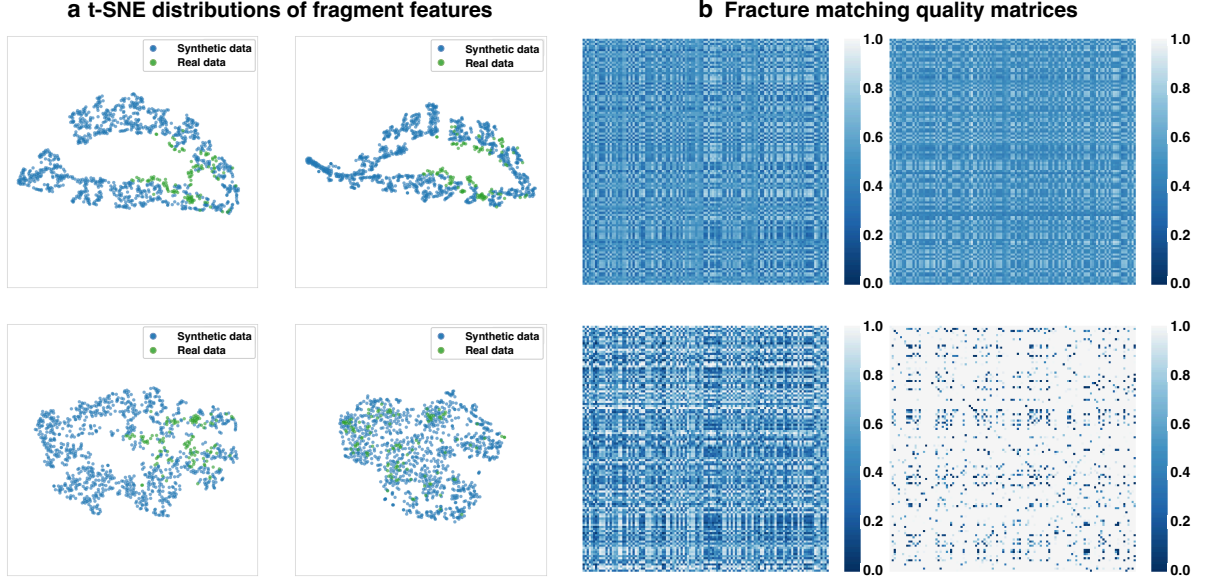 a t-SNE distributions of fragment features
b Fracture matching quality matrices
Synthetic data
Real data
Synthetic data
Real data
1.0
0.8
0.6
0.4
0.2
0.0
1.0
0.8
0.6
0.4
0.2
0.0
Synthetic data
Real data
Synthetic data
Real data
1.0
0.8
0.6
0.4
0.2
0.0
1.0
0.8
0.6
0.4
0.2
0.0